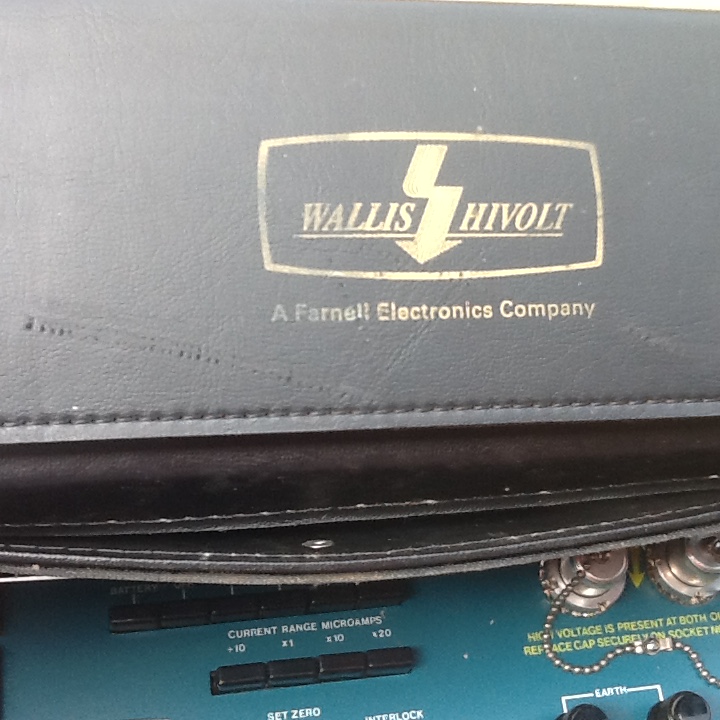 WALLIS HIVOLT
A Farnell Electronics Company
BATTERY
CURRENT RANGE MICROAMPS
÷10 x1 x10 x20
HIGH VOLTAGE IS PRESENT AT BOTH
REPLACE CAP SECURELY ON SOCKET
EARTH
SET ZERO
INTERLOCK